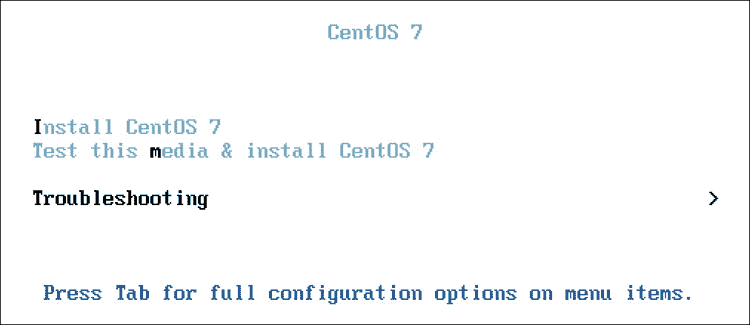 CentOS 7
Install CentOS 7
Test this media & install CentOS 7
Troubleshooting >
Press Tab for full configuration options on menu items.